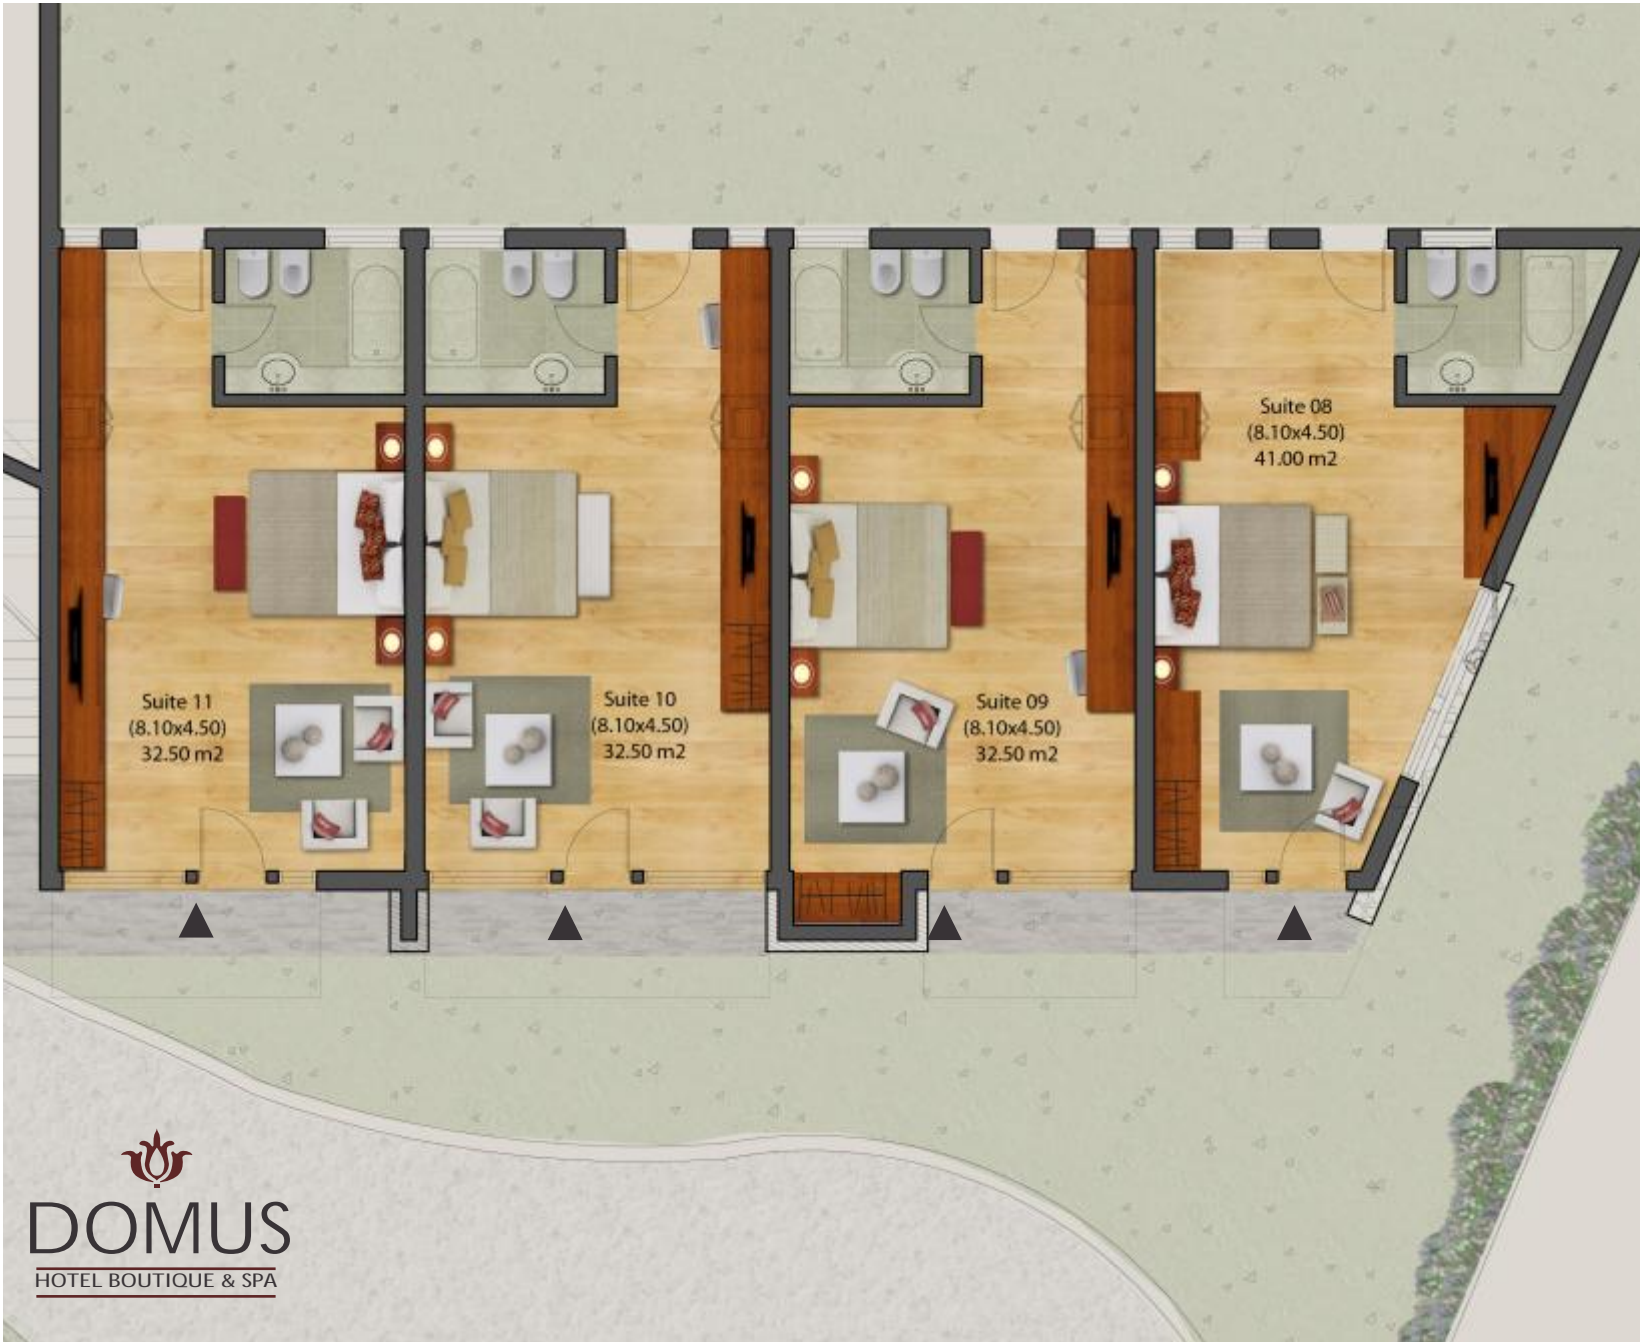 Suite 08
(8.10x4.50)
41.00 m2
Suite 11
(8.10x4.50)
32.50 m2
Suite 10
(8.10x4.50)
32.50 m2
Suite 09
(8.10x4.50)
32.50 m2
DOMUS
HOTEL BOUTIQUE & SPA